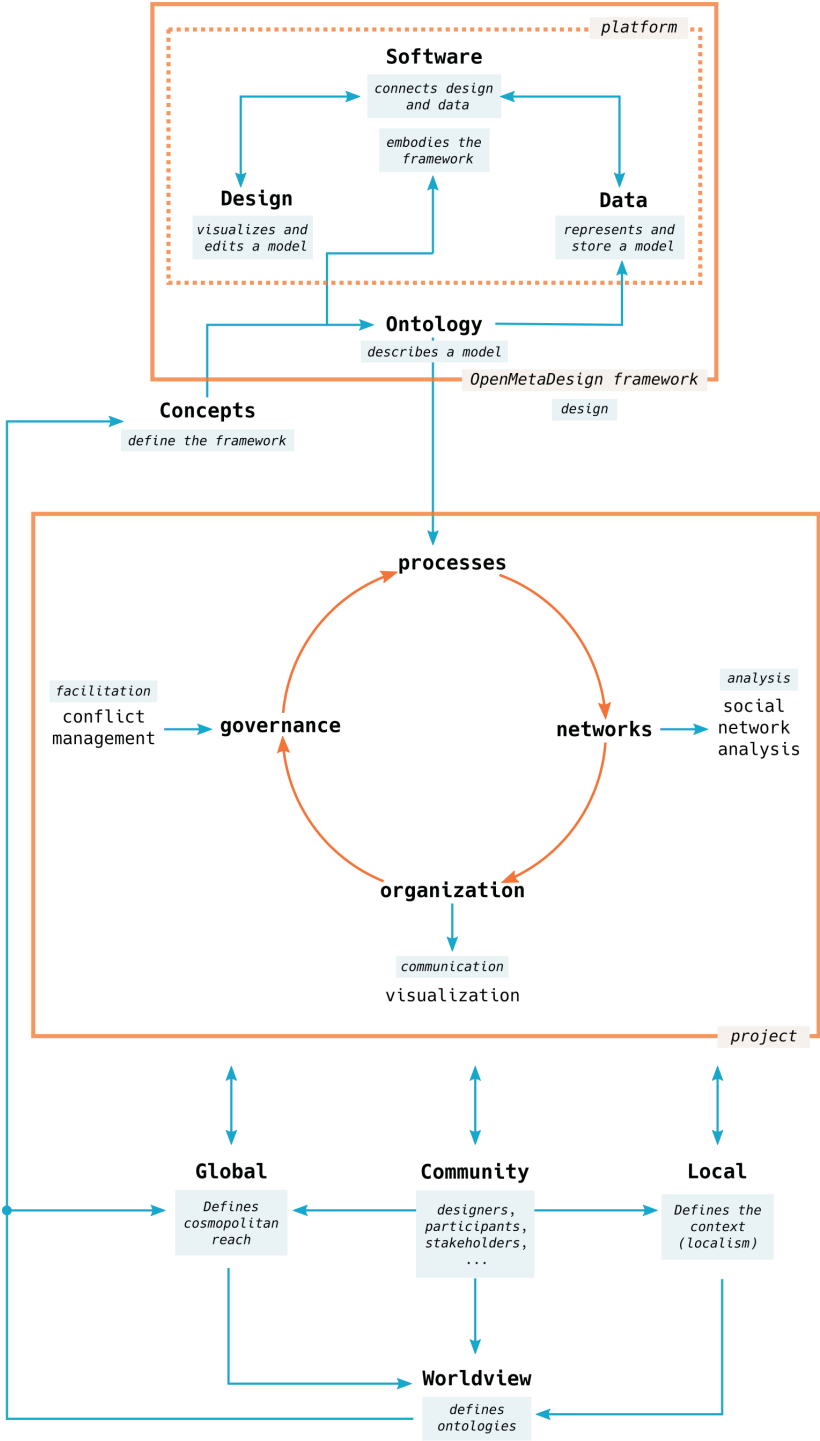 platform
Software
connects design
and data
embodies the
framework
Design
visualizes and
edits a model
Data
represents and
store a model
Ontology
describes a model
OpenMetaDesign framework
design
Concepts
define the framework
processes
facilitation
conflict
management
governance
networks
analysis
social
network
analysis
organization
communication
visualization
project
Global
Defines
cosmopolitan
reach
Community
designers,
participants,
stakeholders,
...
Local
Defines the
context
(localism)
Worldview
defines
ontologies